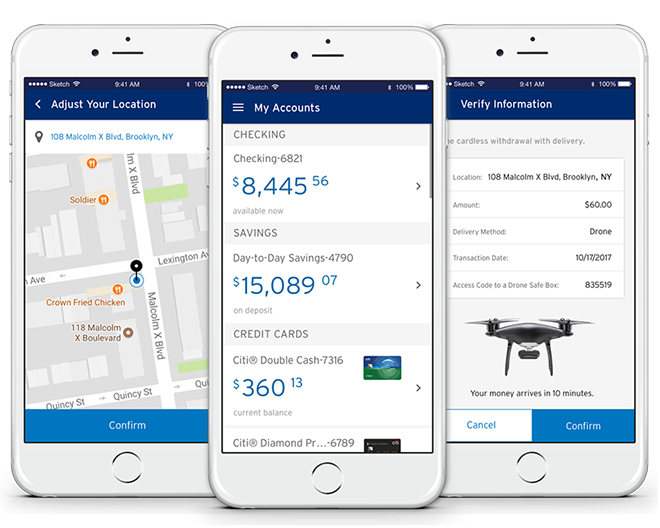 Sketch 9:41 AM 100%
Adjust Your Location
108 Malcolm X Blvd, Brooklyn, NY
Soldier
m X Blvd
Lexington Av
Ave
Crown Fried Chicken
Malcolm X Blvd
118 Malcolm
X Boulevard
Quincy St
Quincy St
Confirm
Sketch 9:41 AM 100%
My Accounts
CHECKING
Checking-6821
$8,445 56
available now
SAVINGS
Day-to-Day Savings-4790
$15,089 07
on deposit
CREDIT CARDS
Citi® Double Cash-7316
$360 13
current balance
Citi® Diamond Pr...-6789
Sketch 9:41 AM 100%
Verify Information
e cardless withdrawal with delivery.
Location: 108 Malcolm X Blvd, Brooklyn, NY
Amount: $60.00
Delivery Method: Drone
Transaction Date: 10/17/2017
Access Code to a Drone Safe Box: 835519
Your money arrives in 10 minutes.
Cancel Confirm